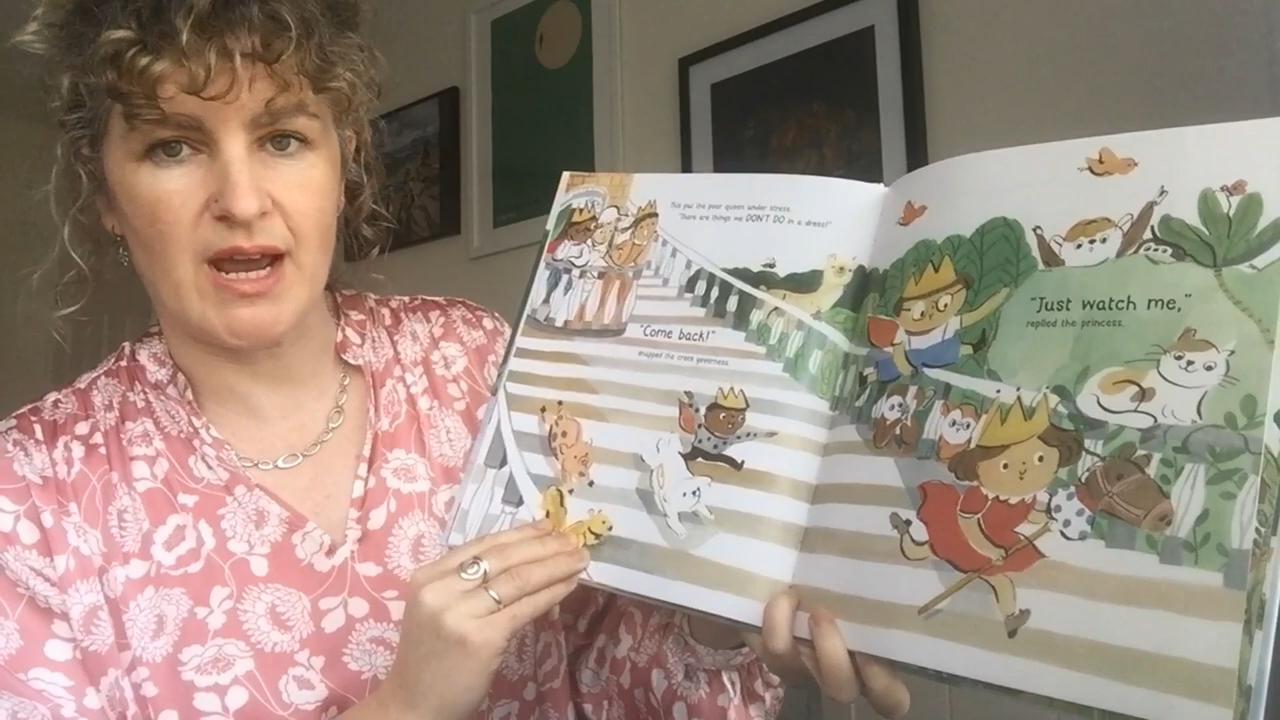 This put the poor queen under stress.
"There are things we DON'T DO in a dress!"
"Come back!"
snapped the cross governess.
"Just watch me,"
replied the princess.